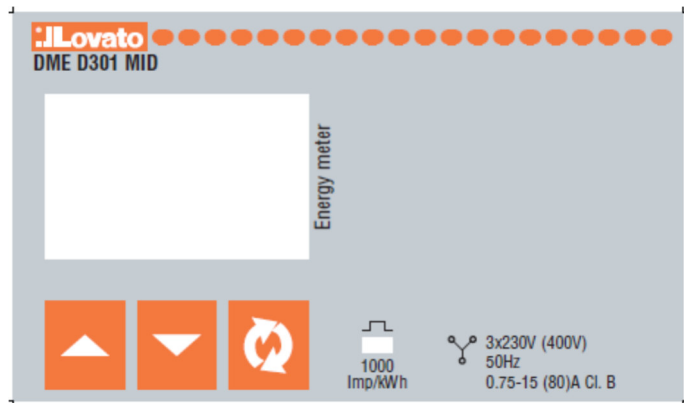 Lovato
DME D301 MID
Energy meter
1000
Imp/kWh
3x230V (400V)
50Hz
0.75-15 (80)A Cl. B